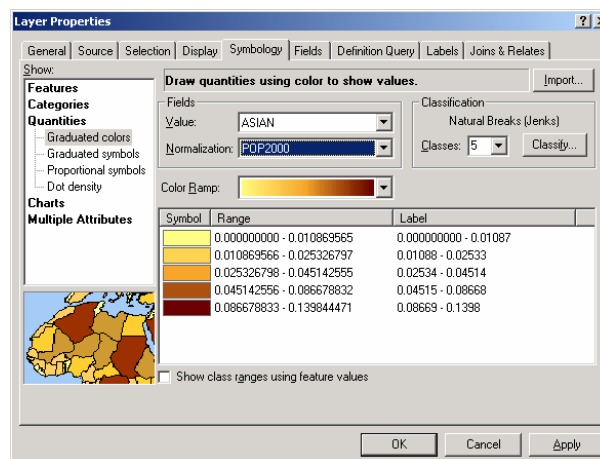 Layer Properties
General Source Selection Display Symbology Fields Definition Query Labels Joins & Relates
Show:
Features
Categories
Quantities
Graduated colors
Graduated symbols
Proportional symbols
Dot density
Charts
Multiple Attributes
Draw quantities using color to show values.
Import...
Fields
Value: ASIAN
Normalization: POP2000
Classification
Natural Breaks (Jenks)
Classes: 5 Classify...
Color Ramp:
Symbol Range Label
0.000000000 - 0.010869565 0.000000000 - 0.01087
0.010869566 - 0.025326797 0.01088 - 0.02533
0.025326798 - 0.045142555 0.02534 - 0.04514
0.045142556 - 0.086678832 0.04515 - 0.08668
0.086678833 - 0.139844471 0.08669 - 0.1398
Show class ranges using feature values
OK Cancel Apply